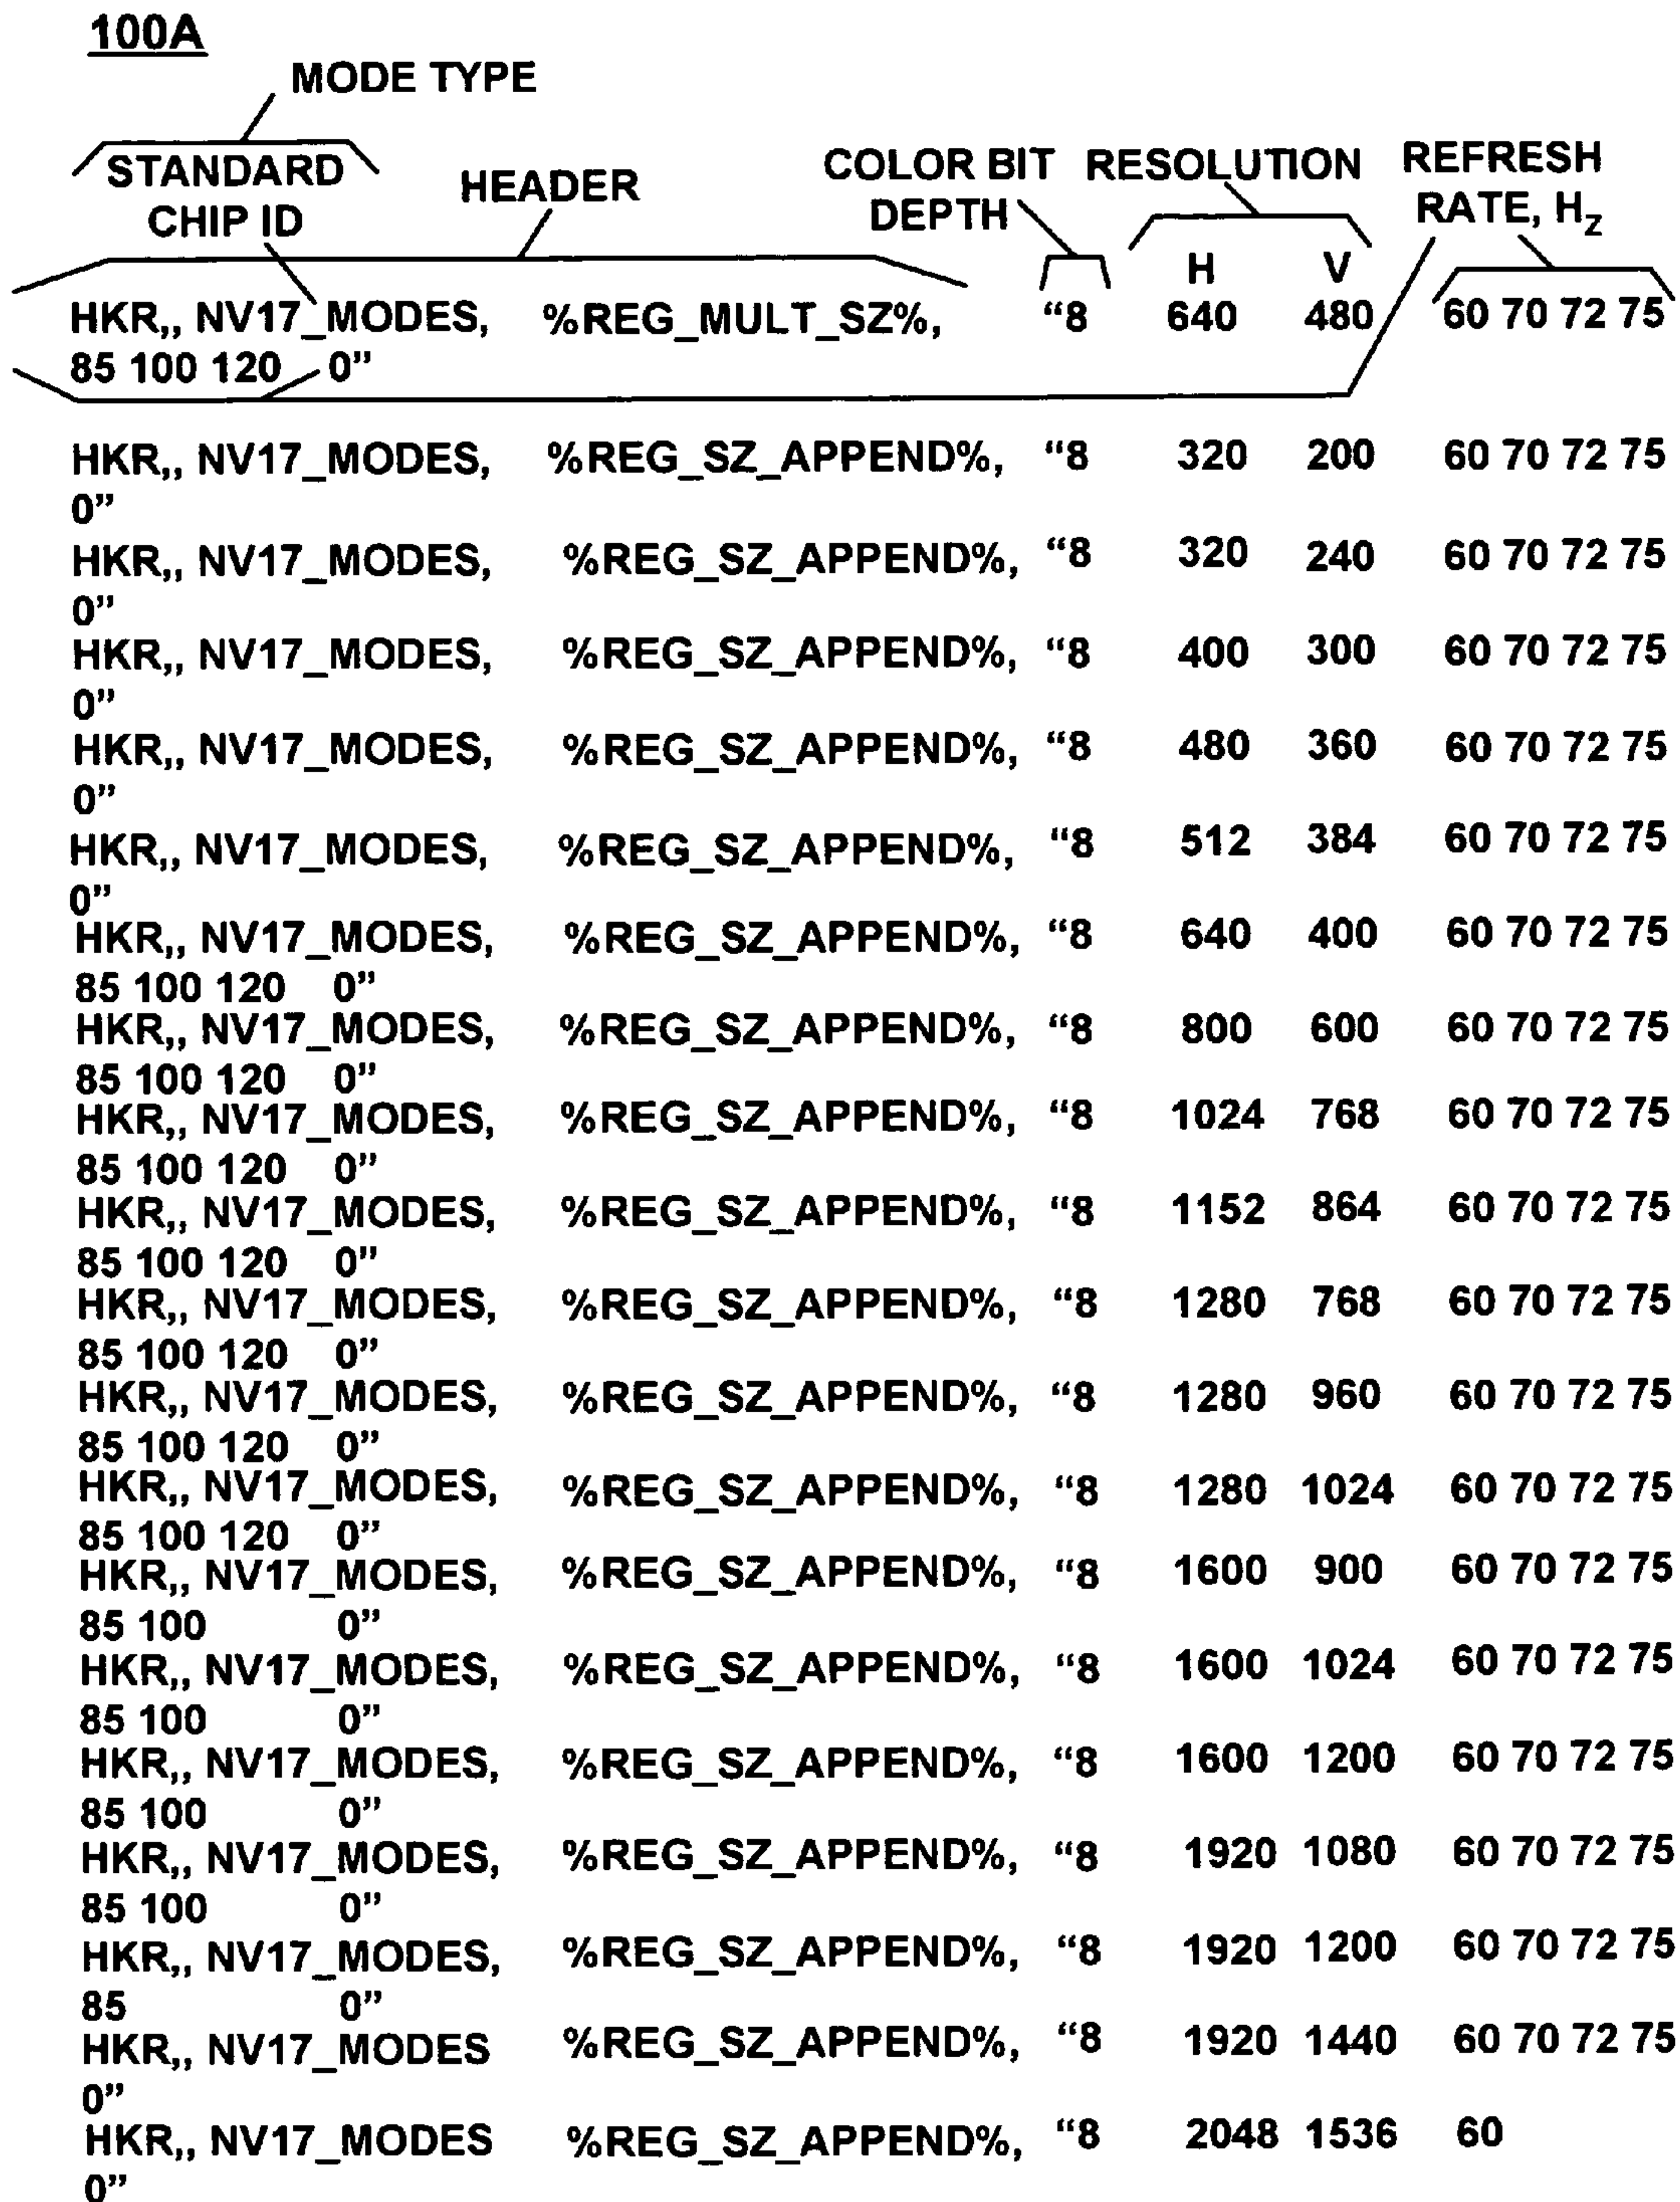 100A
MODE TYPE
STANDARD
CHIP ID
HEADER
COLOR BIT
DEPTH
RESOLUTION
H V
REFRESH
RATE, Hz
HKR,, NV17_MODES, %REG_MULT_SZ%, “8 640 480 60 70 72 75
85 100 120 0”
HKR,, NV17_MODES, %REG_SZ_APPEND%, “8 320 200 60 70 72 75
0”
HKR,, NV17_MODES, %REG_SZ_APPEND%, “8 320 240 60 70 72 75
0”
HKR,, NV17_MODES, %REG_SZ_APPEND%, “8 400 300 60 70 72 75
0”
HKR,, NV17_MODES, %REG_SZ_APPEND%, “8 480 360 60 70 72 75
0”
HKR,, NV17_MODES, %REG_SZ_APPEND%, “8 512 384 60 70 72 75
0”
HKR,, NV17_MODES, %REG_SZ_APPEND%, “8 640 400 60 70 72 75
85 100 120 0”
HKR,, NV17_MODES, %REG_SZ_APPEND%, “8 800 600 60 70 72 75
85 100 120 0”
HKR,, NV17_MODES, %REG_SZ_APPEND%, “8 1024 768 60 70 72 75
85 100 120 0”
HKR,, NV17_MODES, %REG_SZ_APPEND%, “8 1152 864 60 70 72 75
85 100 120 0”
HKR,, NV17_MODES, %REG_SZ_APPEND%, “8 1280 768 60 70 72 75
85 100 120 0”
HKR,, NV17_MODES, %REG_SZ_APPEND%, “8 1280 960 60 70 72 75
85 100 120 0”
HKR,, NV17_MODES, %REG_SZ_APPEND%, “8 1280 1024 60 70 72 75
85 100 120 0”
HKR,, NV17_MODES, %REG_SZ_APPEND%, “8 1600 900 60 70 72 75
85 100 0”
HKR,, NV17_MODES, %REG_SZ_APPEND%, “8 1600 1024 60 70 72 75
85 100 0”
HKR,, NV17_MODES, %REG_SZ_APPEND%, “8 1600 1200 60 70 72 75
85 100 0”
HKR,, NV17_MODES, %REG_SZ_APPEND%, “8 1920 1080 60 70 72 75
85 100 0”
HKR,, NV17_MODES, %REG_SZ_APPEND%, “8 1920 1200 60 70 72 75
85 0”
HKR,, NV17_MODES %REG_SZ_APPEND%, “8 1920 1440 60 70 72 75
0”
HKR,, NV17_MODES %REG_SZ_APPEND%, “8 2048 1536 60
0”